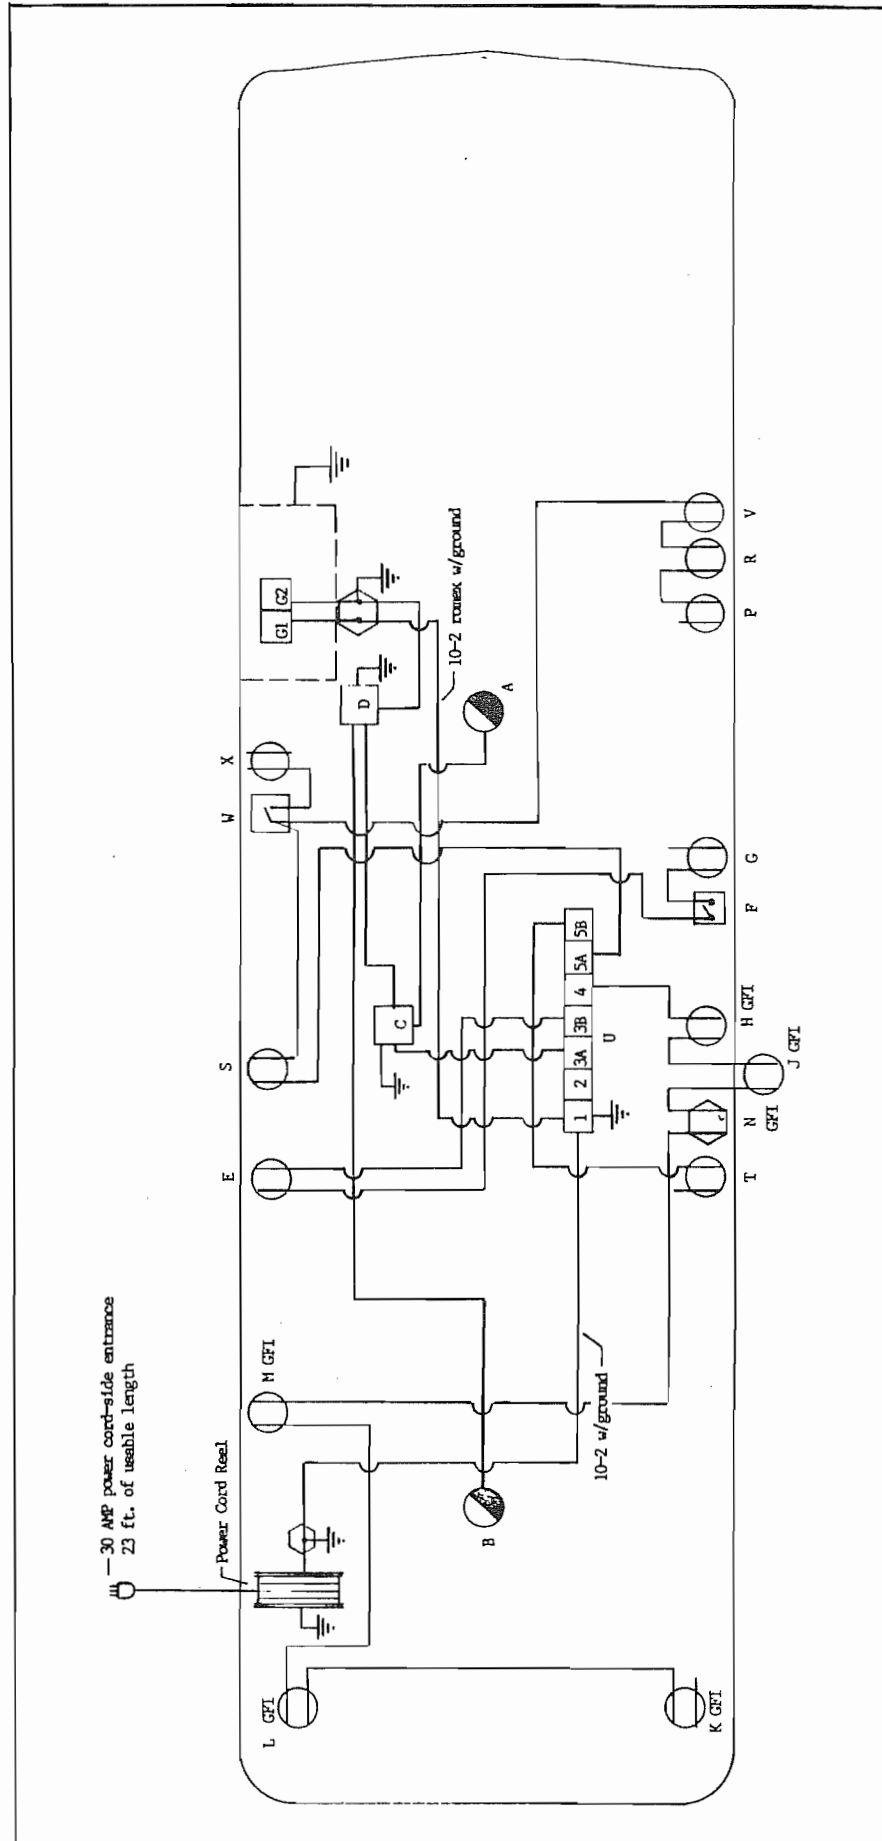 30 AMP power cord-side entrance
23 ft. of usable length
Power Cord Reel
L GFI
M GFI
E
S
W
X
G1
G2
D
10-2 romex w/ground
A
C
B
10-2 w/ground
1
2
3A
3B
4
5A
5B
U
K GFI
T
N
GFI
J GFI
H GFI
F
G
P
R
V